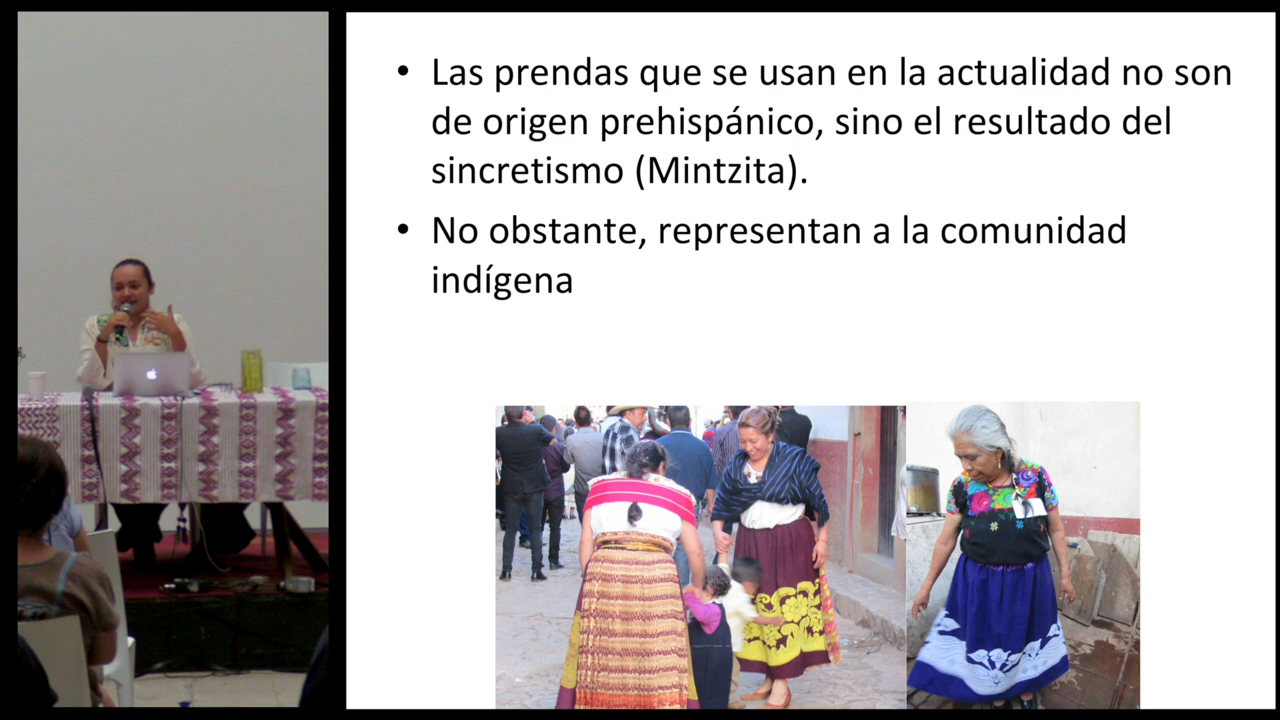 • Las prendas que se usan en la actualidad no son
de origen prehispánico, sino el resultado del
sincretismo (Mintzita).
• No obstante, representan a la comunidad
indígena